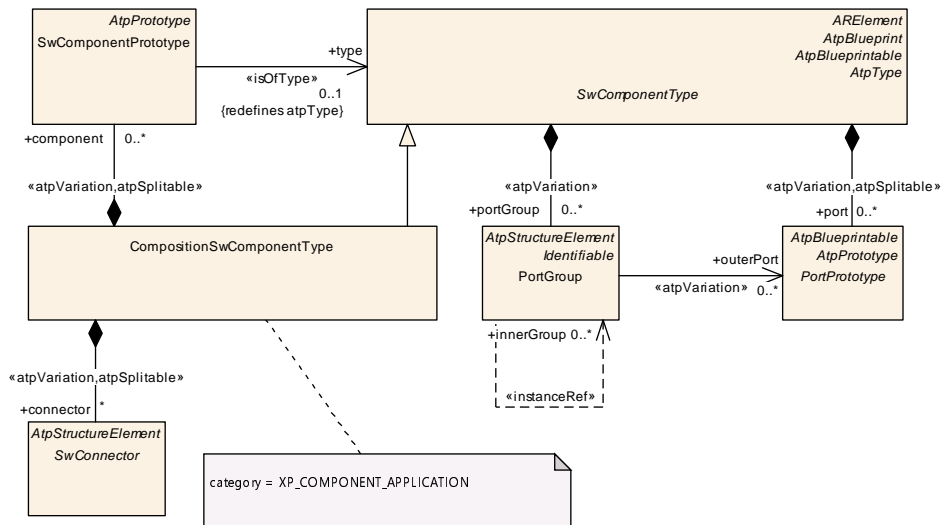 AtpPrototype
SwComponentPrototype
+type
«isOfType»
0..1
{redefines atpType}
ARElement
AtpBlueprint
AtpBlueprintable
AtpType
SwComponentType
+component 0..*
«atpVariation,atpSplitable»
«atpVariation»
+portGroup 0..*
«atpVariation,atpSplitable»
+port 0..*
CompositionSwComponentType
AtpStructureElement
Identifiable
PortGroup
+outerPort
«atpVariation» 0..*
AtpBlueprintable
AtpPrototype
PortPrototype
+innerGroup 0..*
«instanceRef»
«atpVariation,atpSplitable»
+connector *
AtpStructureElement
SwConnector
category = XP_COMPONENT_APPLICATION